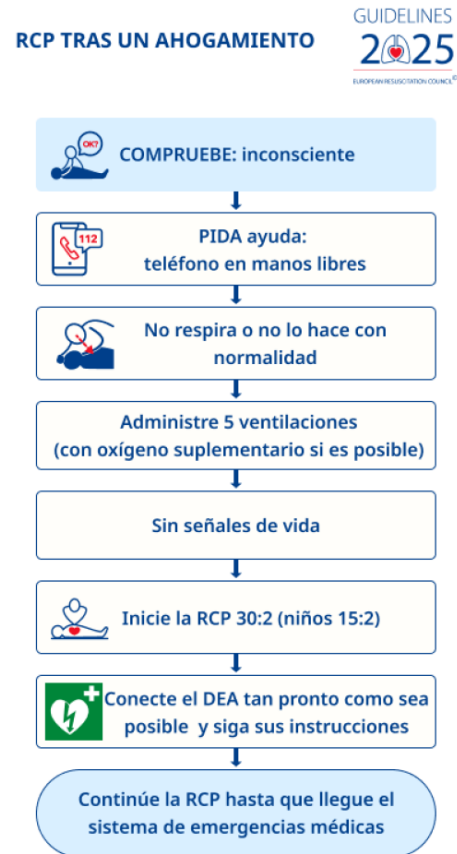 GUIDELINES
RCP TRAS UN AHOGAMIENTO
2025
EUROPEAN RESUSCITATION COUNCIL©
OK?
COMPRUEBE: inconsciente
112
PIDA ayuda:
teléfono en manos libres
No respira o no lo hace con
normalidad
Administre 5 ventilaciones
(con oxígeno suplementario si es posible)
Sin señales de vida
Inicie la RCP 30:2 (niños 15:2)
Conecte el DEA tan pronto como sea
posible y siga sus instrucciones
Continúe la RCP hasta que llegue el
sistema de emergencias médicas